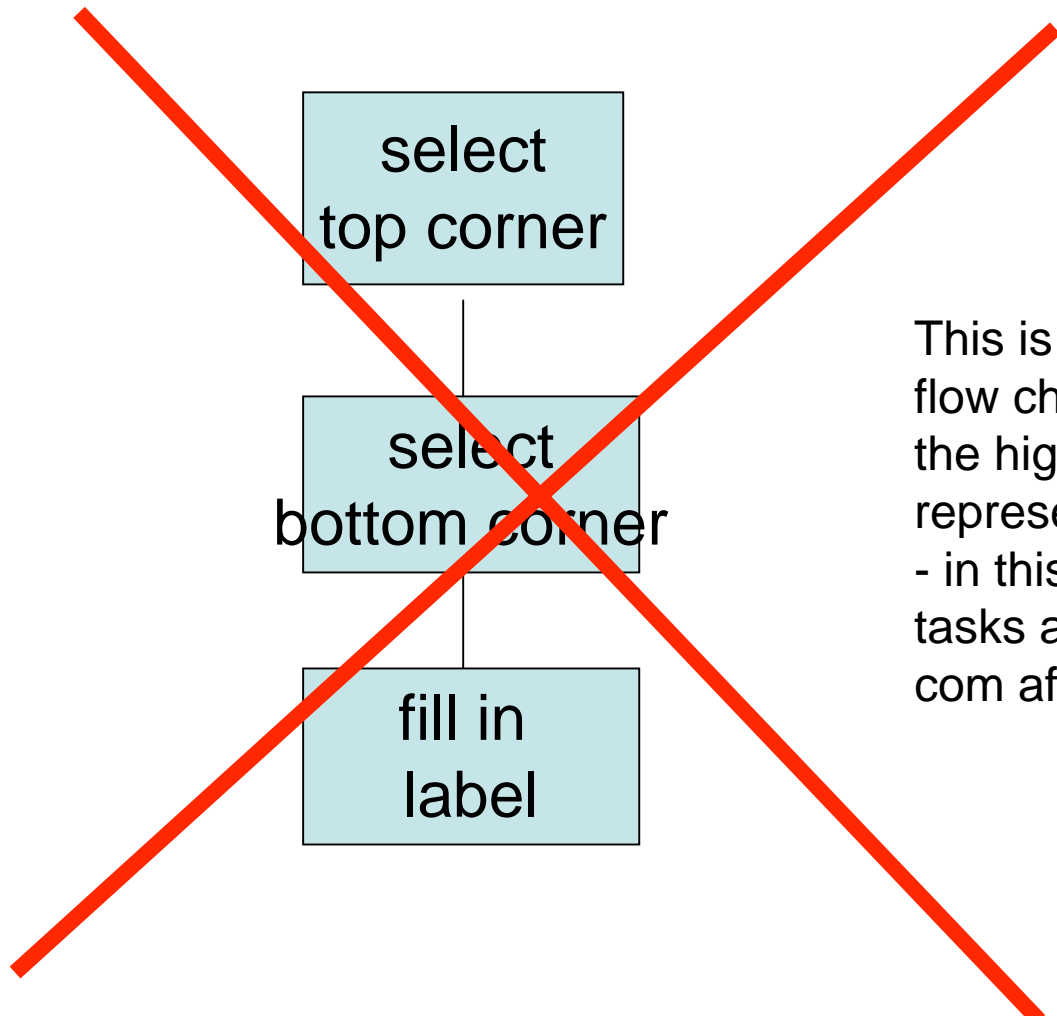 select
top corner
select
bottom corner
fill in
label
This is
flow ch
the hig
represe
- in this
tasks a
com af